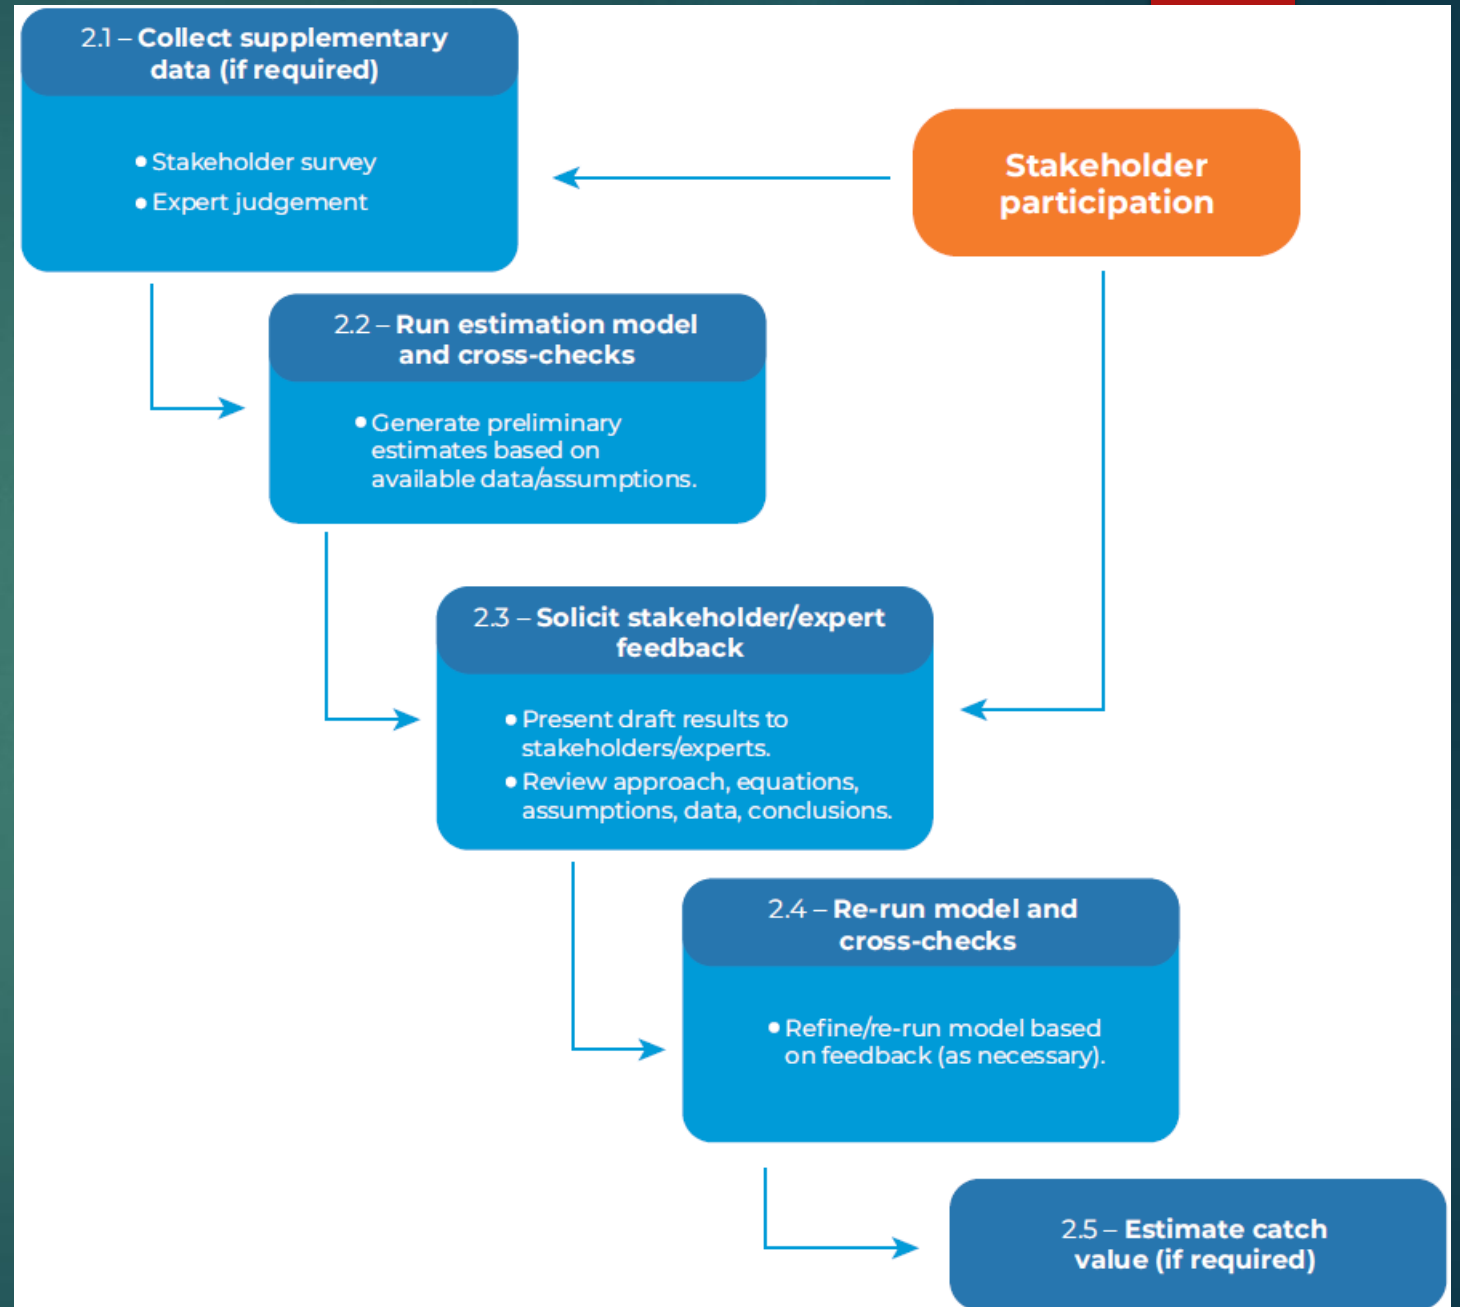 2.1 – Collect supplementary
data (if required)
• Stakeholder survey
• Expert judgement
Stakeholder
participation
2.2 – Run estimation model
and cross-checks
• Generate preliminary
estimates based on
available data/assumptions.
2.3 – Solicit stakeholder/expert
feedback
• Present draft results to
stakeholders/experts.
• Review approach, equations,
assumptions, data, conclusions.
2.4 – Re-run model and
cross-checks
• Refine/re-run model based
on feedback (as necessary).
2.5 – Estimate catch
value (if required)